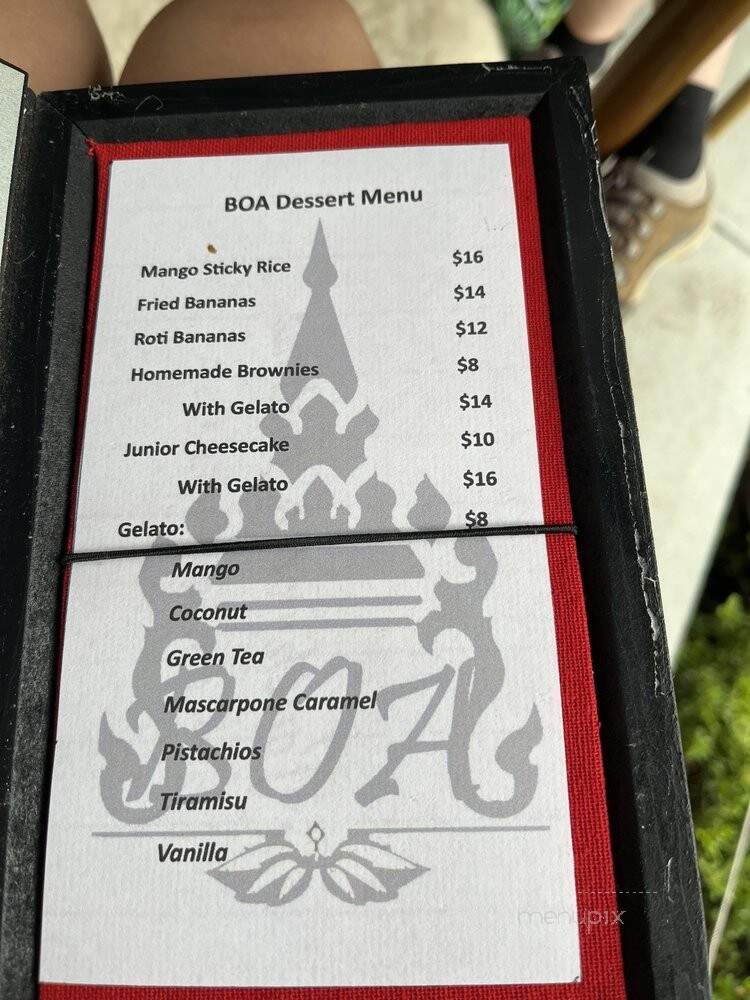 BOA Dessert Menu
Mango Sticky Rice $16
Fried Bananas $14
Roti Bananas $12
Homemade Brownies $8
With Gelato $14
Junior Cheesecake $10
With Gelato $16
Gelato: $8
Mango
Coconut
Green Tea
Mascarpone Caramel
Pistachios
Tiramisu
Vanilla
BOA
menupix